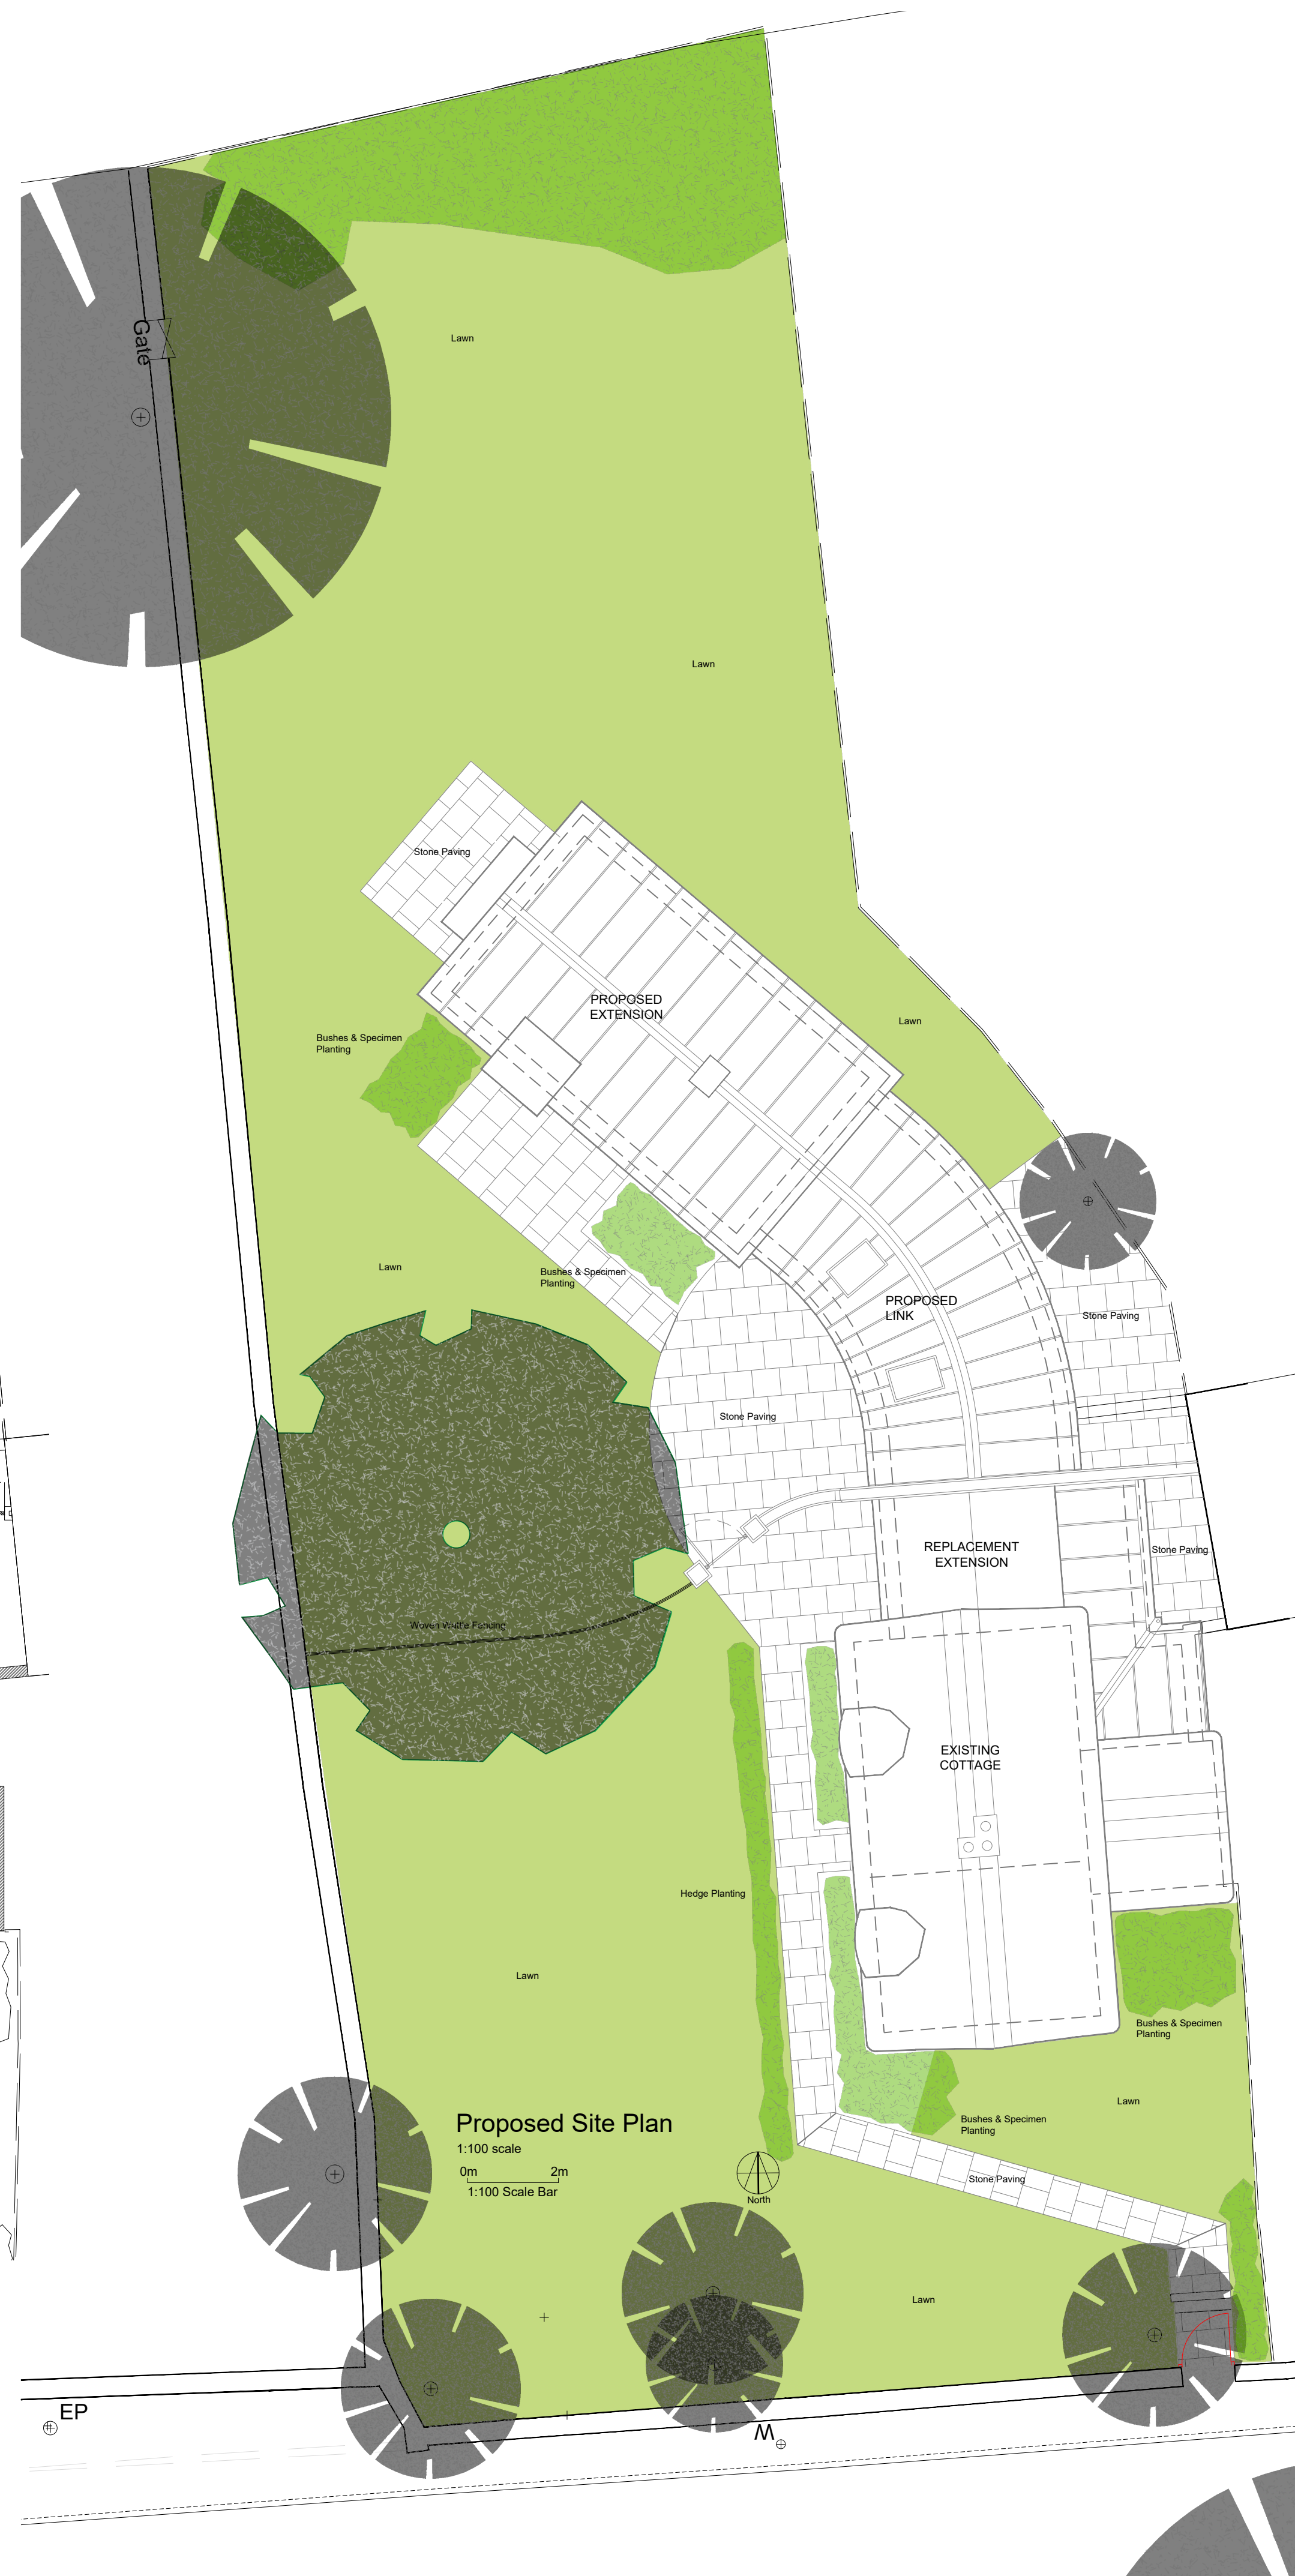 Gate
Lawn
Lawn
Stone Paving
PROPOSED
EXTENSION
Lawn
Bushes & Specimen
Planting
Lawn
Bushes & Specimen
Planting
PROPOSED
LINK
Stone Paving
Stone Paving
REPLACEMENT
EXTENSION
Stone Paving
Woven Wattle Fencing
EXISTING
COTTAGE
Hedge Planting
Lawn
Bushes & Specimen
Planting
Lawn
Proposed Site Plan
1:100 scale
0m 2m
1:100 Scale Bar
Bushes & Specimen
Planting
Stone Paving
North
Lawn
EP
W